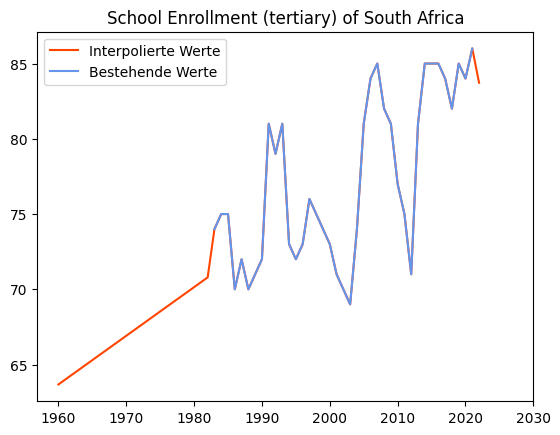 School Enrollment (tertiary) of South Africa
Interpolierte Werte
Bestehende Werte
85
80
75
70
65
1960 1970 1980 1990 2000 2010 2020 2030